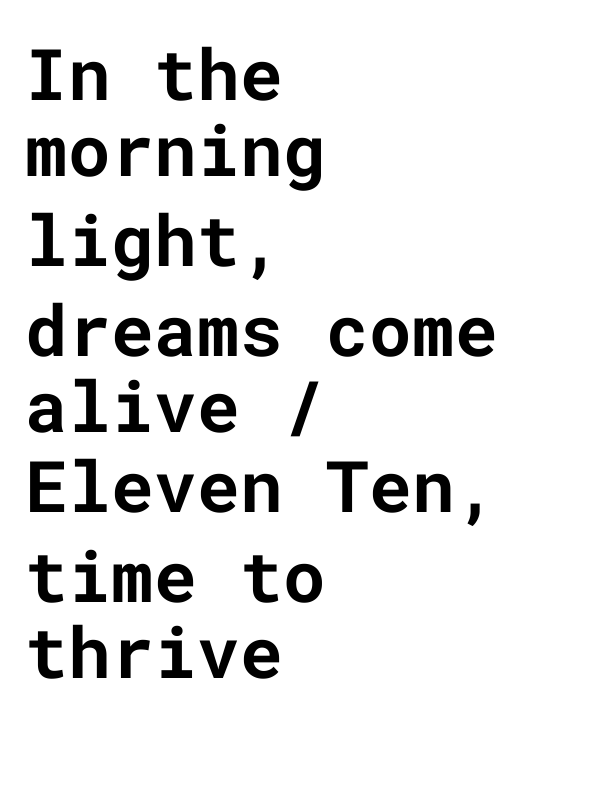 In the
morning
light,
dreams come
alive /
Eleven Ten,
time to
thrive